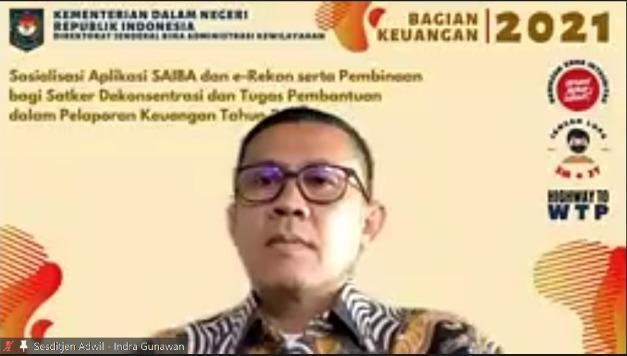 KEMENTERIAN DALAM NEGERI
REPUBLIK INDONESIA
DIREKTORAT JENDERAL BINA ADMINISTRASI KEWILAYAHAN
BAGIAN
KEUANGAN
2021
Sosialisasi Aplikasi SAIBA dan e-Rekon serta Pembinaan
bagi Satker Dekonsentrasi dan Tugas Pembantuan
dalam Pelaporan Keuangan Tahun
HIGHWAY TO
WTP
Sesditjen Adwil - Indra Gunawan